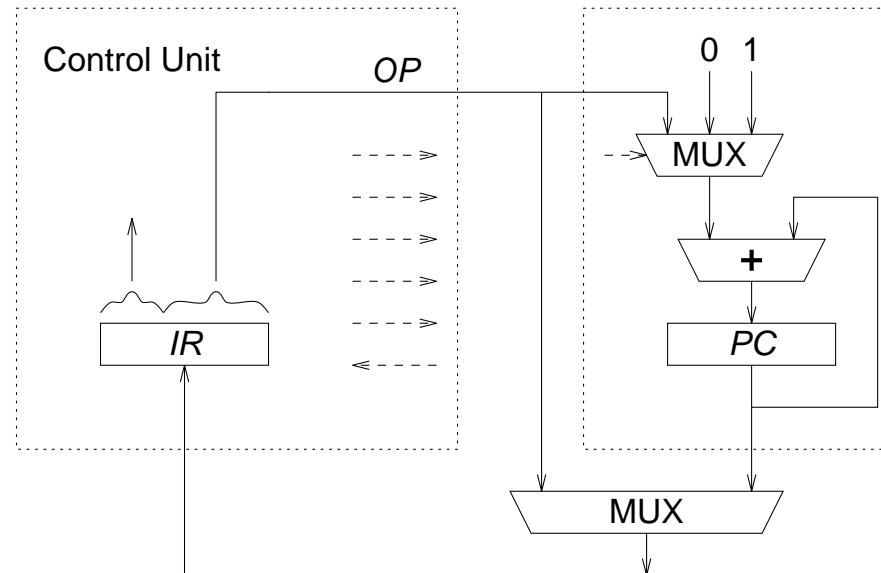 Control Unit
OP
0 1
MUX
+
IR
PC
MUX